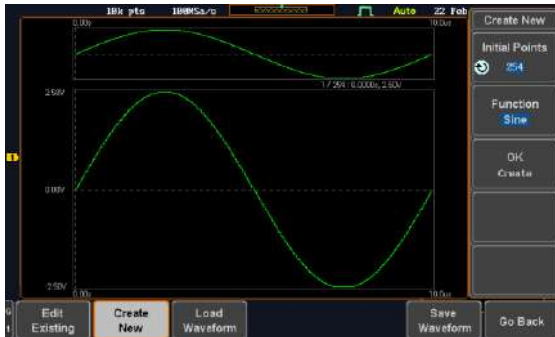 10k pts 100MSa/s Auto 22 Feb
0.00s 10.0us
1 / 254 : 0.0000s, 2.50V
2.50V
0.00V
-2.50V
0.00s 10.0us
Create New
Initial Points
254
Function
Sine
OK
Create
Edit Existing
Create New
Load Waveform
Save Waveform
Go Back